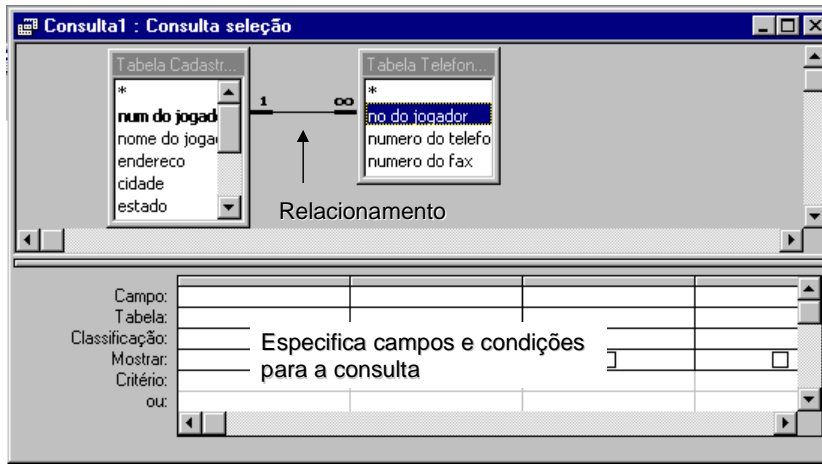 Consulta1 : Consulta seleção
Tabela Cadastr...
*
num do jogad
nome do joga
endereco
cidade
estado
1 ∞
Tabela Telefon...
*
no do jogador
numero do telefo
numero do fax
Relacionamento
Campo:
Tabela:
Classificação:
Mostrar:
Critério:
ou:
Especifica campos e condições
para a consulta